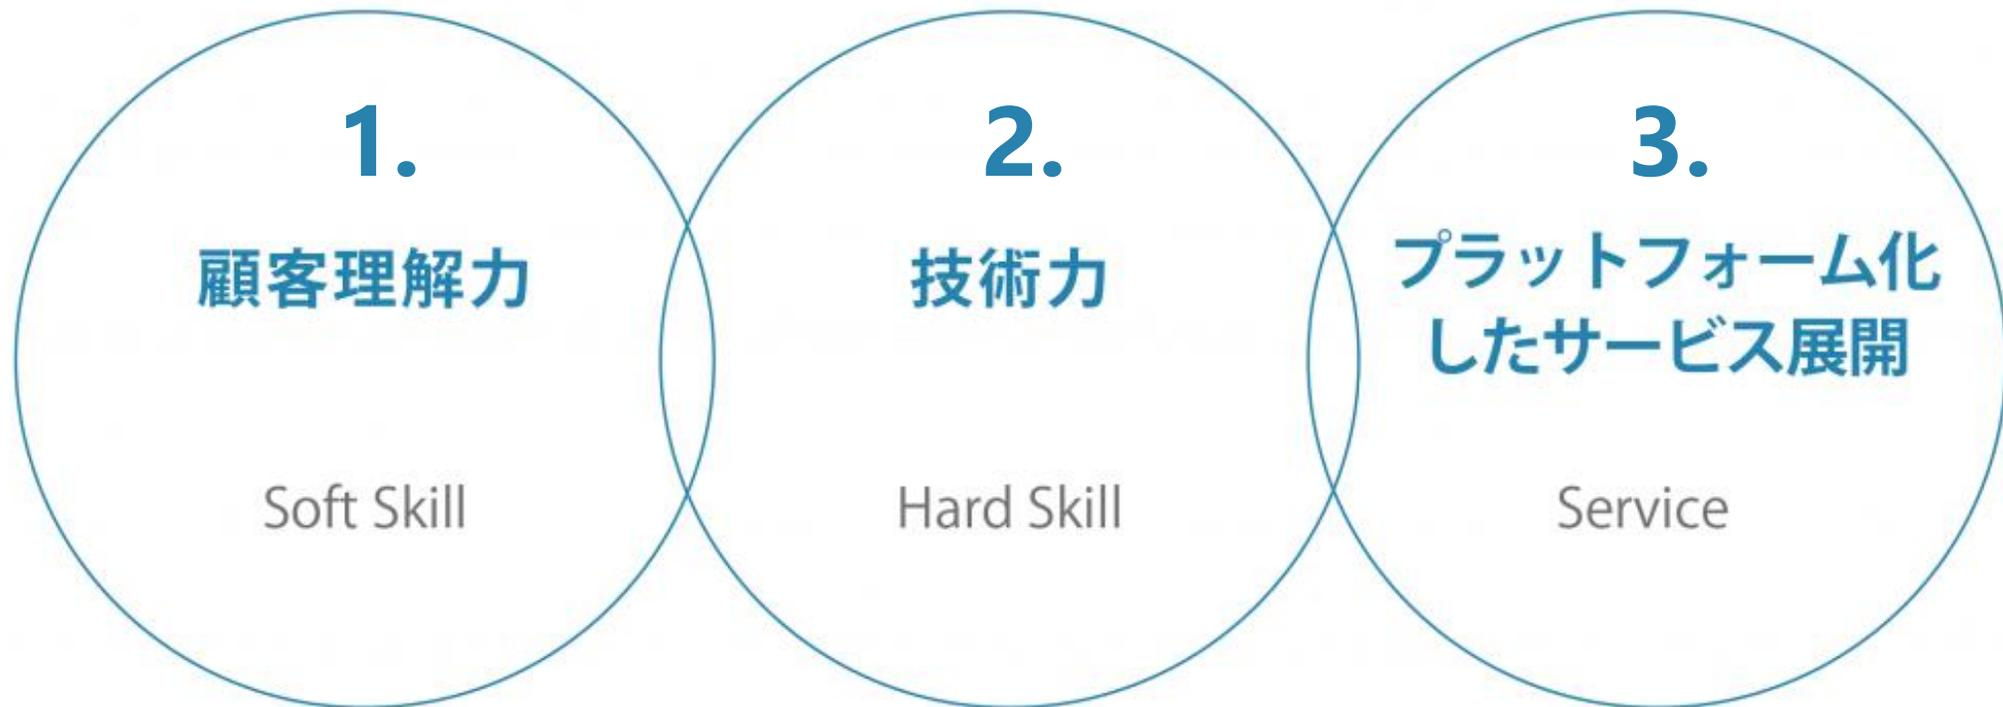 1.
顧客理解力
Soft Skill
2.
技術力
Hard Skill
3.
プラットフォーム化
したサービス展開
Service